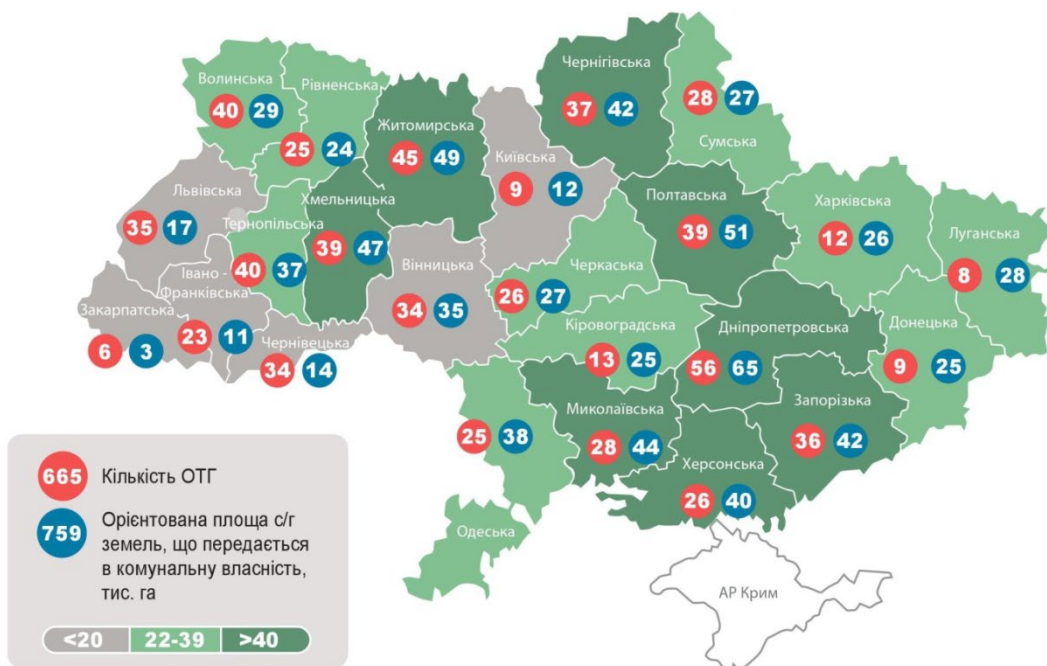 Волинська
40 29
Рівненська
25 24
Житомирська
45 49
Київська
9 12
Чернігівська
37 42
28 27
Сумська
Львівська
35 17
Тернопільська
40 37
Хмельницька
39 47
Вінницька
34 35
Черкаська
26 27
Полтавська
39 51
Харківська
12 26
Луганська
8 28
Івано -
Франківська
23 11
Закарпатська
6 3
Чернівецька
34 14
Кіровоградська
13 25
Дніпропетровська
56 65
Донецька
9 25
25 38
Одеська
Миколаївська
28 44
Запорізька
36 42
Херсонська
26 40
АР Крим
665 Кількість ОТГ
759 Орієнтована площа с/г
земель, що передається
в комунальну власність,
тис. га
<20 22-39 >40